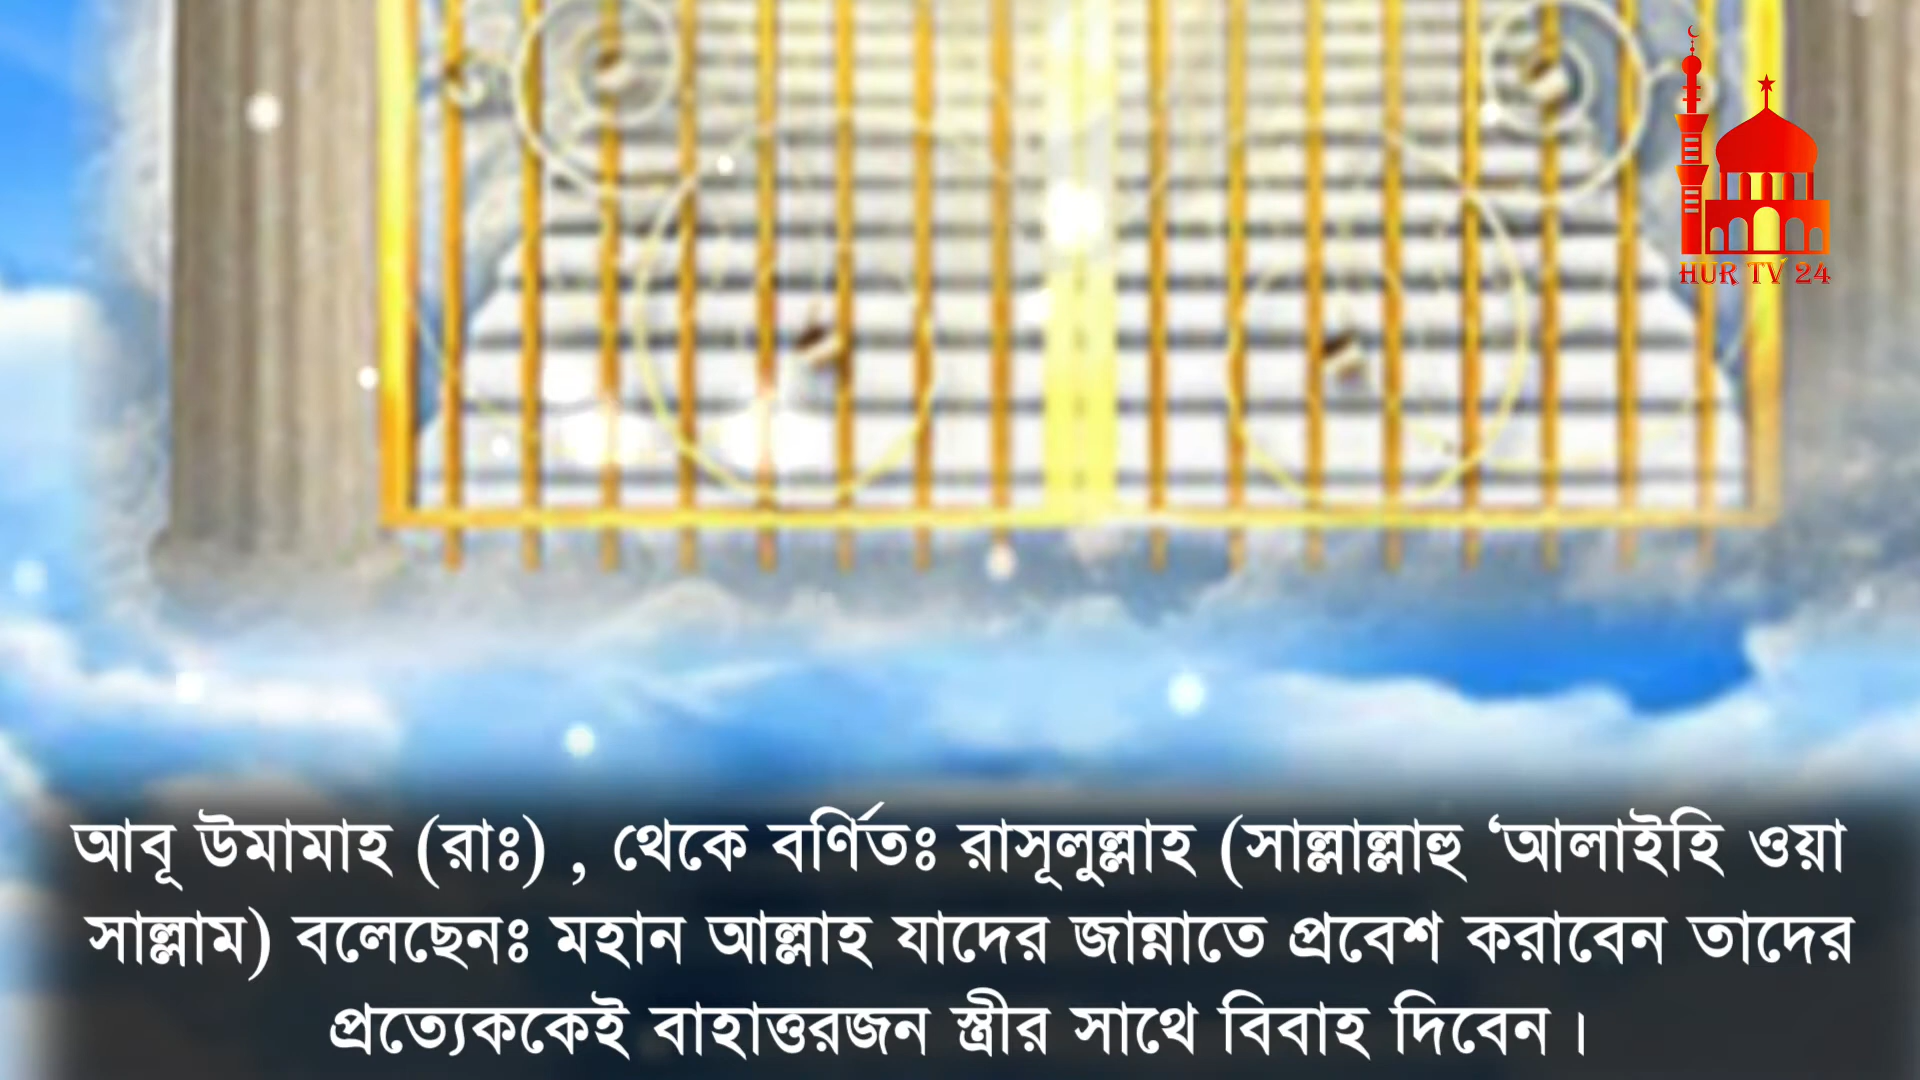 HUR TV 24
আবূ উমামাহ (রাঃ) , থেকে বর্ণিতঃ রাসূলুল্লাহ (সাল্লাল্লাহু ‘আলাইহি ওয়া
সাল্লাম) বলেছেনঃ মহান আল্লাহ যাদের জান্নাতে প্রবেশ করাবেন তাদের
প্রত্যেককেই বাহাত্তরজন স্ত্রীর সাথে বিবাহ দিবেন।